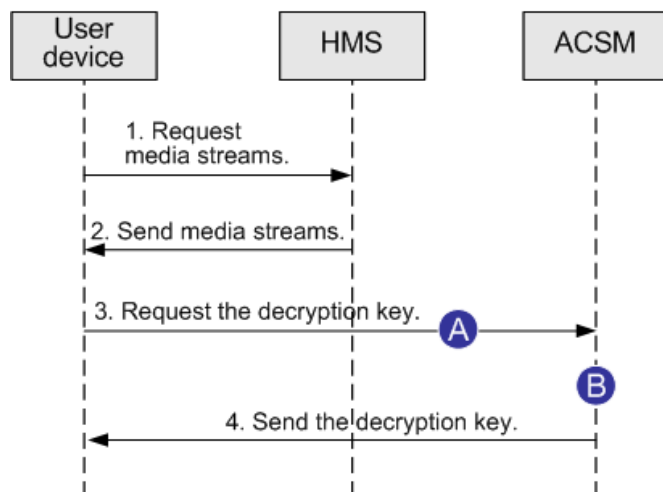 User
device
HMS
ACSM
1. Request
media streams.
2. Send media streams.
3. Request the decryption key.
A
B
4. Send the decryption key.